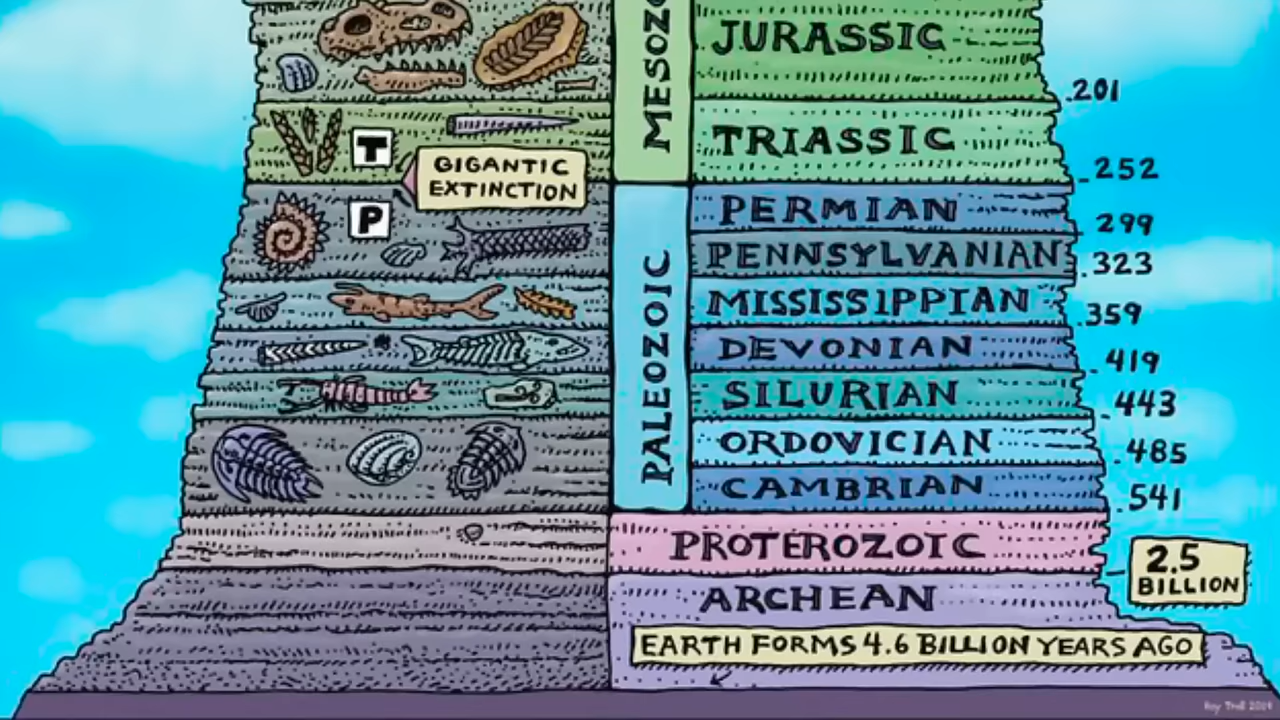 MESOZO
JURASSIC
201
TRIASSIC
252
T
GIGANTIC
EXTINCTION
P
PALEOZOIC
PERMIAN
299
PENNSYLVANIAN
323
MISSISSIPPIAN
359
DEVONIAN
419
SILURIAN
443
ORDOVICIAN
485
CAMBRIAN
541
PROTEROZOIC
2.5
BILLION
ARCHEAN
EARTH FORMS 4.6 BILLION YEARS AGO